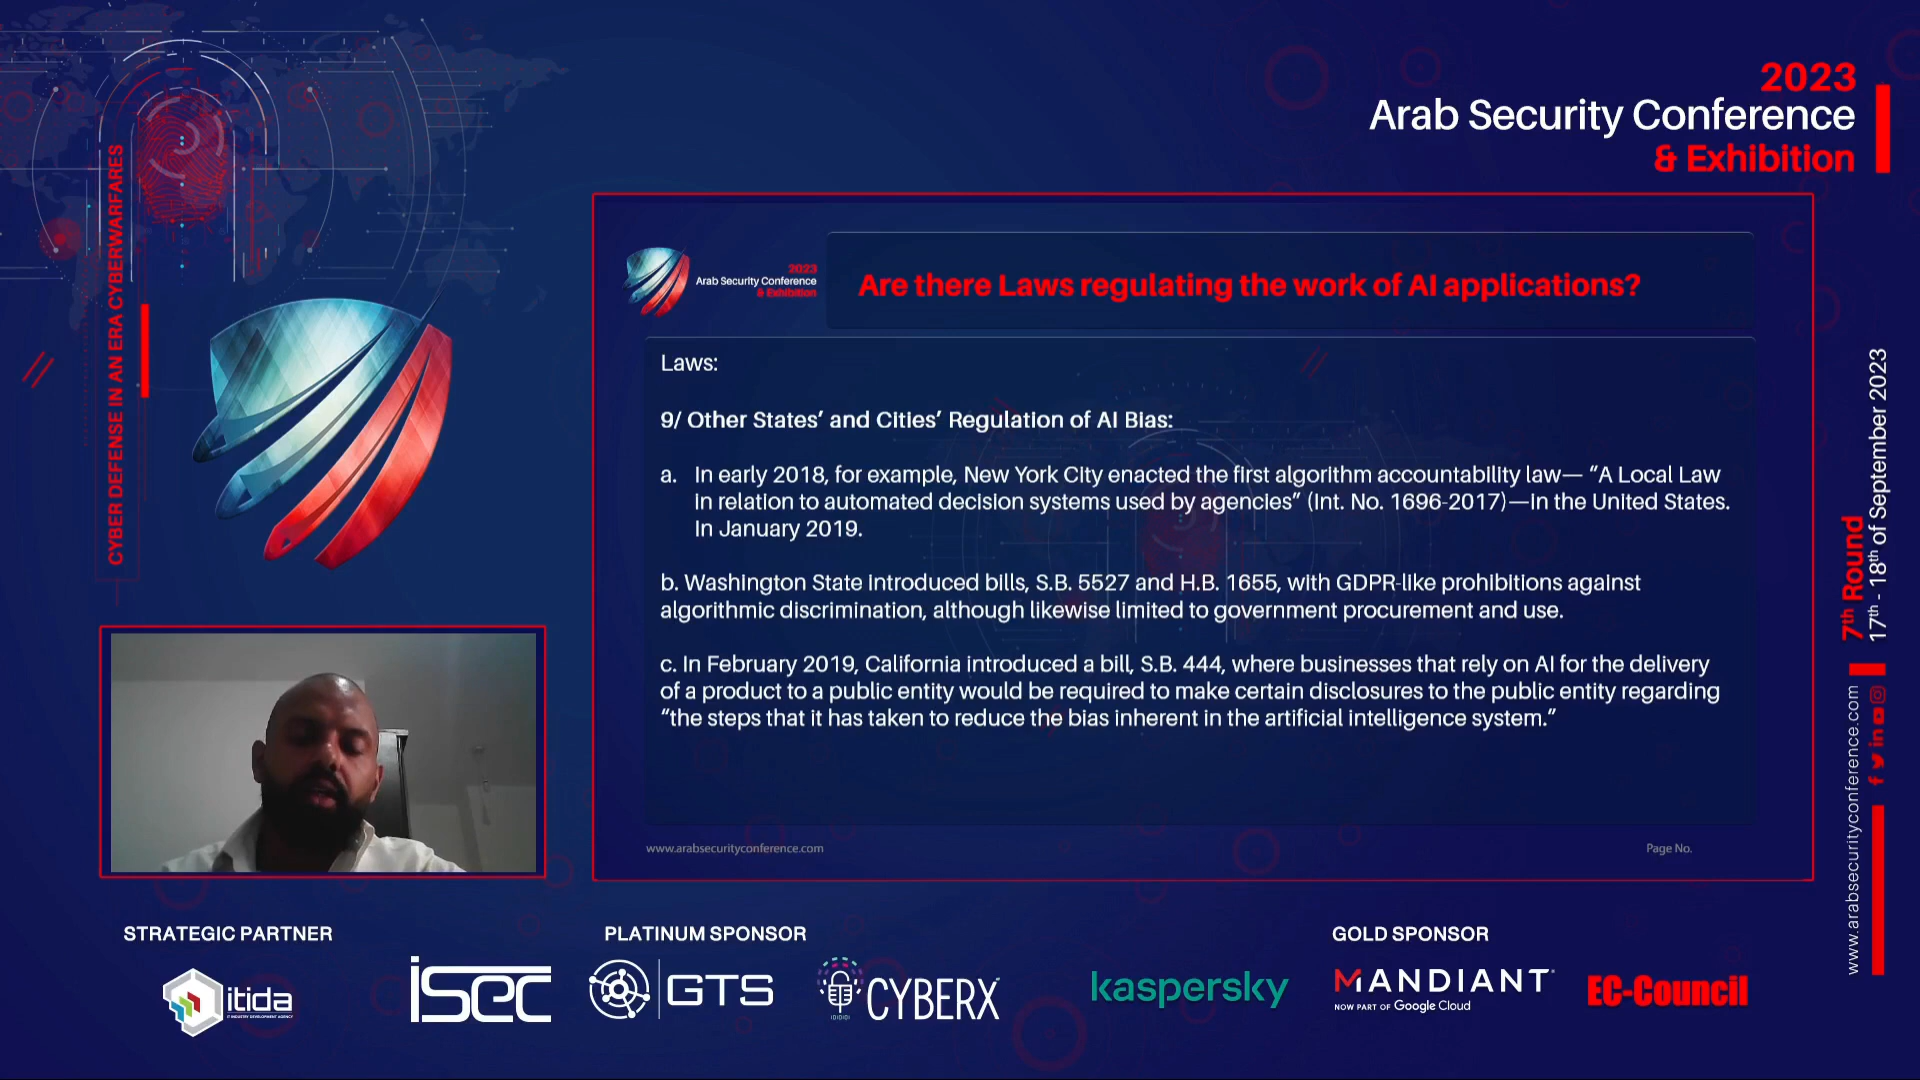 2023
Arab Security Conference
& Exhibition
CYBER DEFENSE IN AN ERA CYBERWARFARES
2023
Arab Security Conference
& Exhibition
Are there Laws regulating the work of AI applications?
Laws:
9/ Other States’ and Cities’ Regulation of AI Bias:
a. In early 2018, for example, New York City enacted the first algorithm accountability law— “A Local Law
in relation to automated decision systems used by agencies” (Int. No. 1696-2017)—in the United States.
In January 2019.
b. Washington State introduced bills, S.B. 5527 and H.B. 1655, with GDPR-like prohibitions against
algorithmic discrimination, although likewise limited to government procurement and use.
c. In February 2019, California introduced a bill, S.B. 444, where businesses that rely on AI for the delivery
of a product to a public entity would be required to make certain disclosures to the public entity regarding
“the steps that it has taken to reduce the bias inherent in the artificial intelligence system.”
www.arabsecurityconference.com
Page No.
7th Round
17th - 18th of September 2023
www.arabsecurityconference.com
STRATEGIC PARTNER
PLATINUM SPONSOR
GOLD SPONSOR
itida
IT INDUSTRY DEVELOPMENT AGENCY
isec
GTS
CYBERX
kaspersky
MANDIANT
NOW PART OF Google Cloud
EC-Council